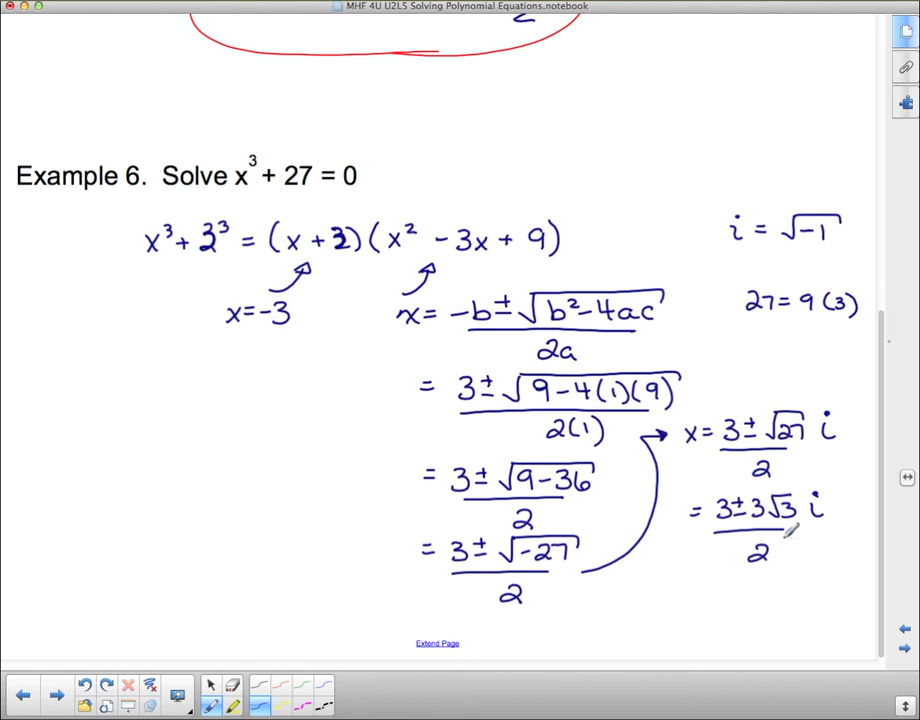 MHF 4U U2L5 Solving Polynomial Equations.notebook
2
Example 6. Solve x³ + 27 = 0
x³ + 3³ = (x + 3)(x² - 3x + 9)
i = √-1
x = -3
x = -b ± √b² - 4ac
2a
27 = 9(3)
= 3 ± √9 - 4(1)(9)
2(1)
= 3 ± √9 - 36
2
= 3 ± √-27
2
x = 3 ± √27 i
2
= 3 ± 3√3 i
2
Extend Page